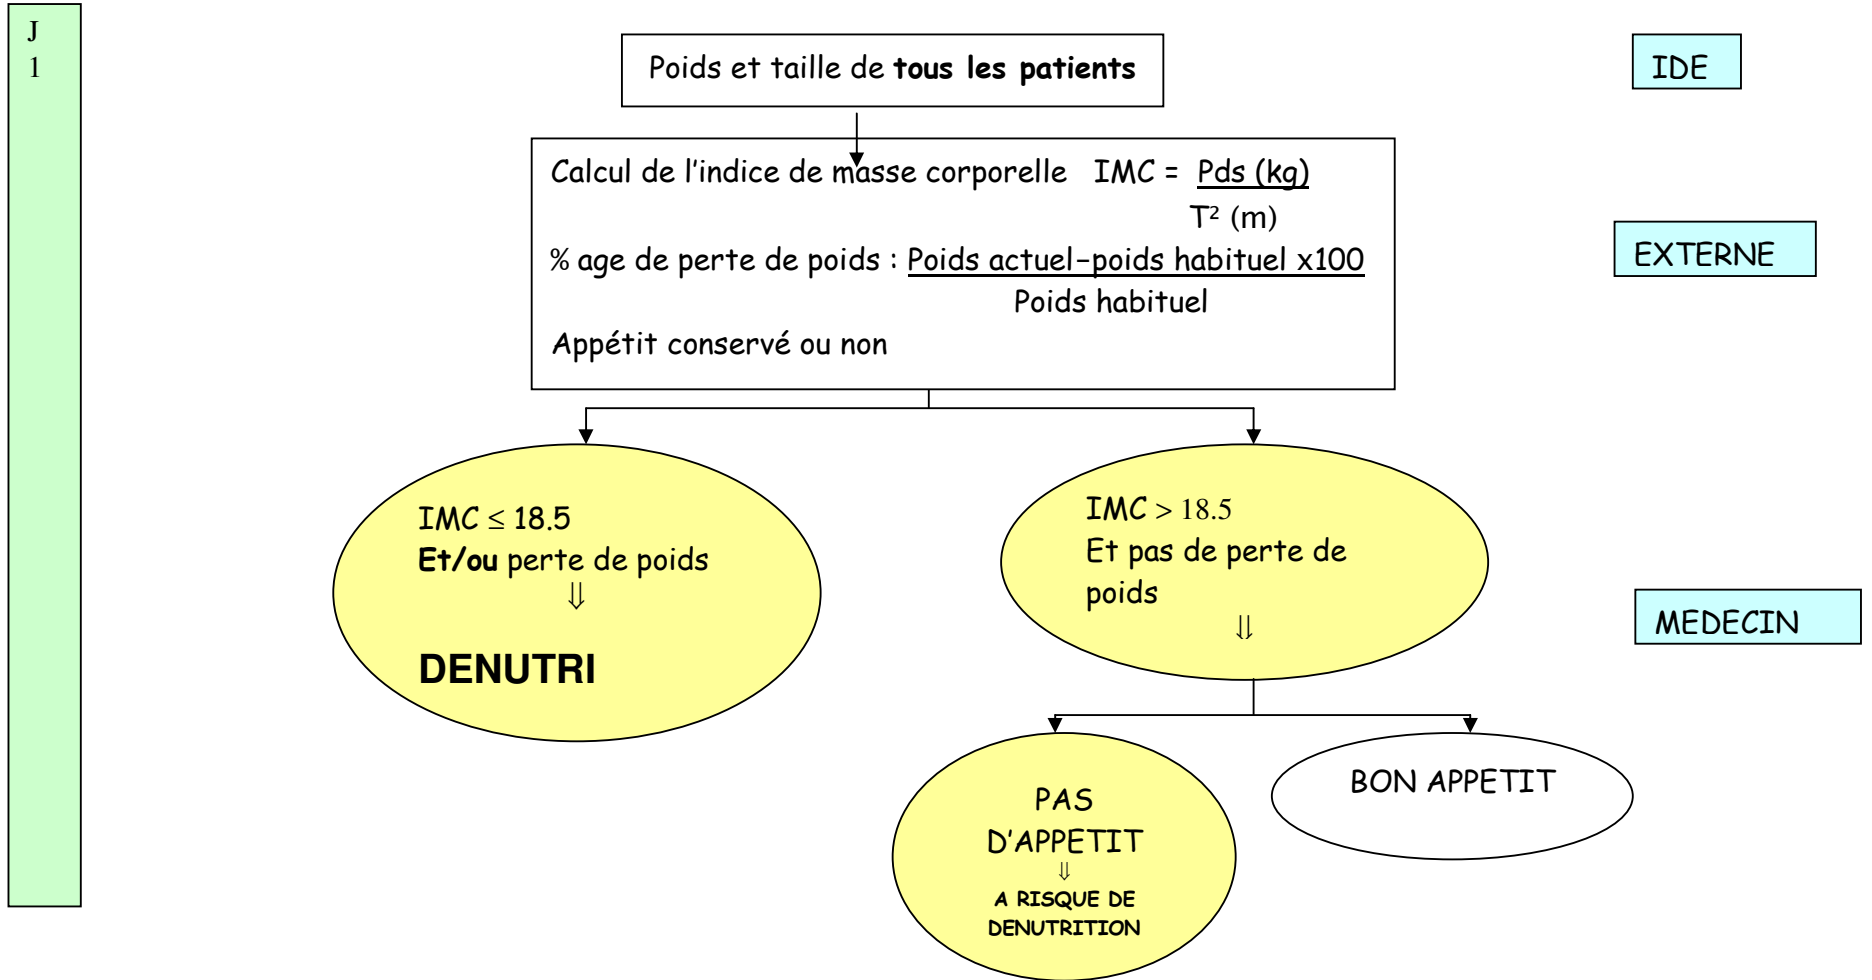 J
1
Poids et taille de tous les patients
IDE
Calcul de l'indice de masse corporelle IMC = Pds (kg)
T² (m)
% age de perte de poids : Poids actuel–poids habituel x100
Poids habituel
Appétit conservé ou non
EXTERNE
IMC ≤ 18.5
Et/ou perte de poids
⇓
DENUTRI
IMC > 18.5
Et pas de perte de
poids
⇓
MEDECIN
PAS
D'APPETIT
⇓
A RISQUE DE
DENUTRITION
BON APPETIT